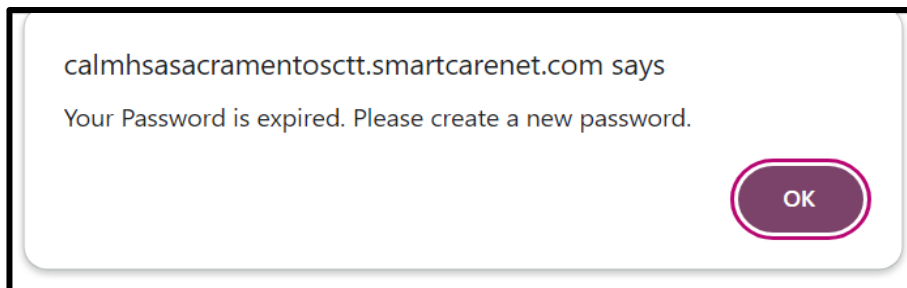 calmhsasacramentosctt.smartcarenet.com says
Your Password is expired. Please create a new password.
OK